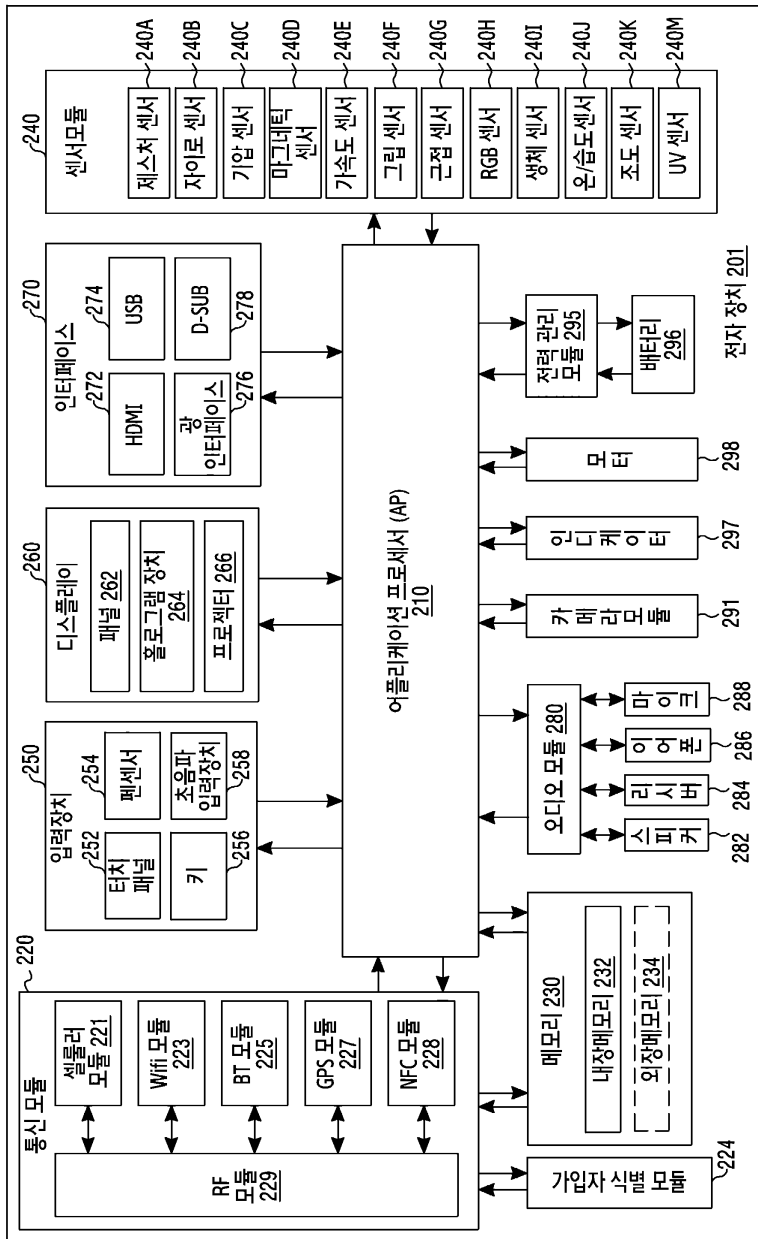 통신 모듈
220
RF
모듈
229
셀룰러
모듈 221
Wifi 모듈
223
BT 모듈
225
GPS 모듈
227
NFC 모듈
228
입력장치
250
252
터치
패널
254
펜센서
키
256
초음파
입력장치
258
디스플레이
260
패널 262
홀로그램 장치
264
프로젝터 266
인터페이스
270
272
HDMI
274
USB
광
인터페이스
276
D-SUB
278
센서모듈
240
제스처 센서
240A
자이로 센서
240B
기압 센서
240C
마그네틱
센서
240D
가속도 센서
240E
그립 센서
240F
근접 센서
240G
RGB 센서
240H
생체 센서
240I
온/습도센서
240J
조도 센서
240K
UV 센서
240M
어플리케이션 프로세서 (AP)
210
가입자 식별 모듈
224
메모리 230
내장메모리 232
외장메모리 234
오디오 모듈 280
스피커
282
리시버
284
이어폰
286
마이크
288
카메라모듈
291
인디케이터
297
모터
298
전력 관리
모듈 295
배터리
296
전자 장치 201